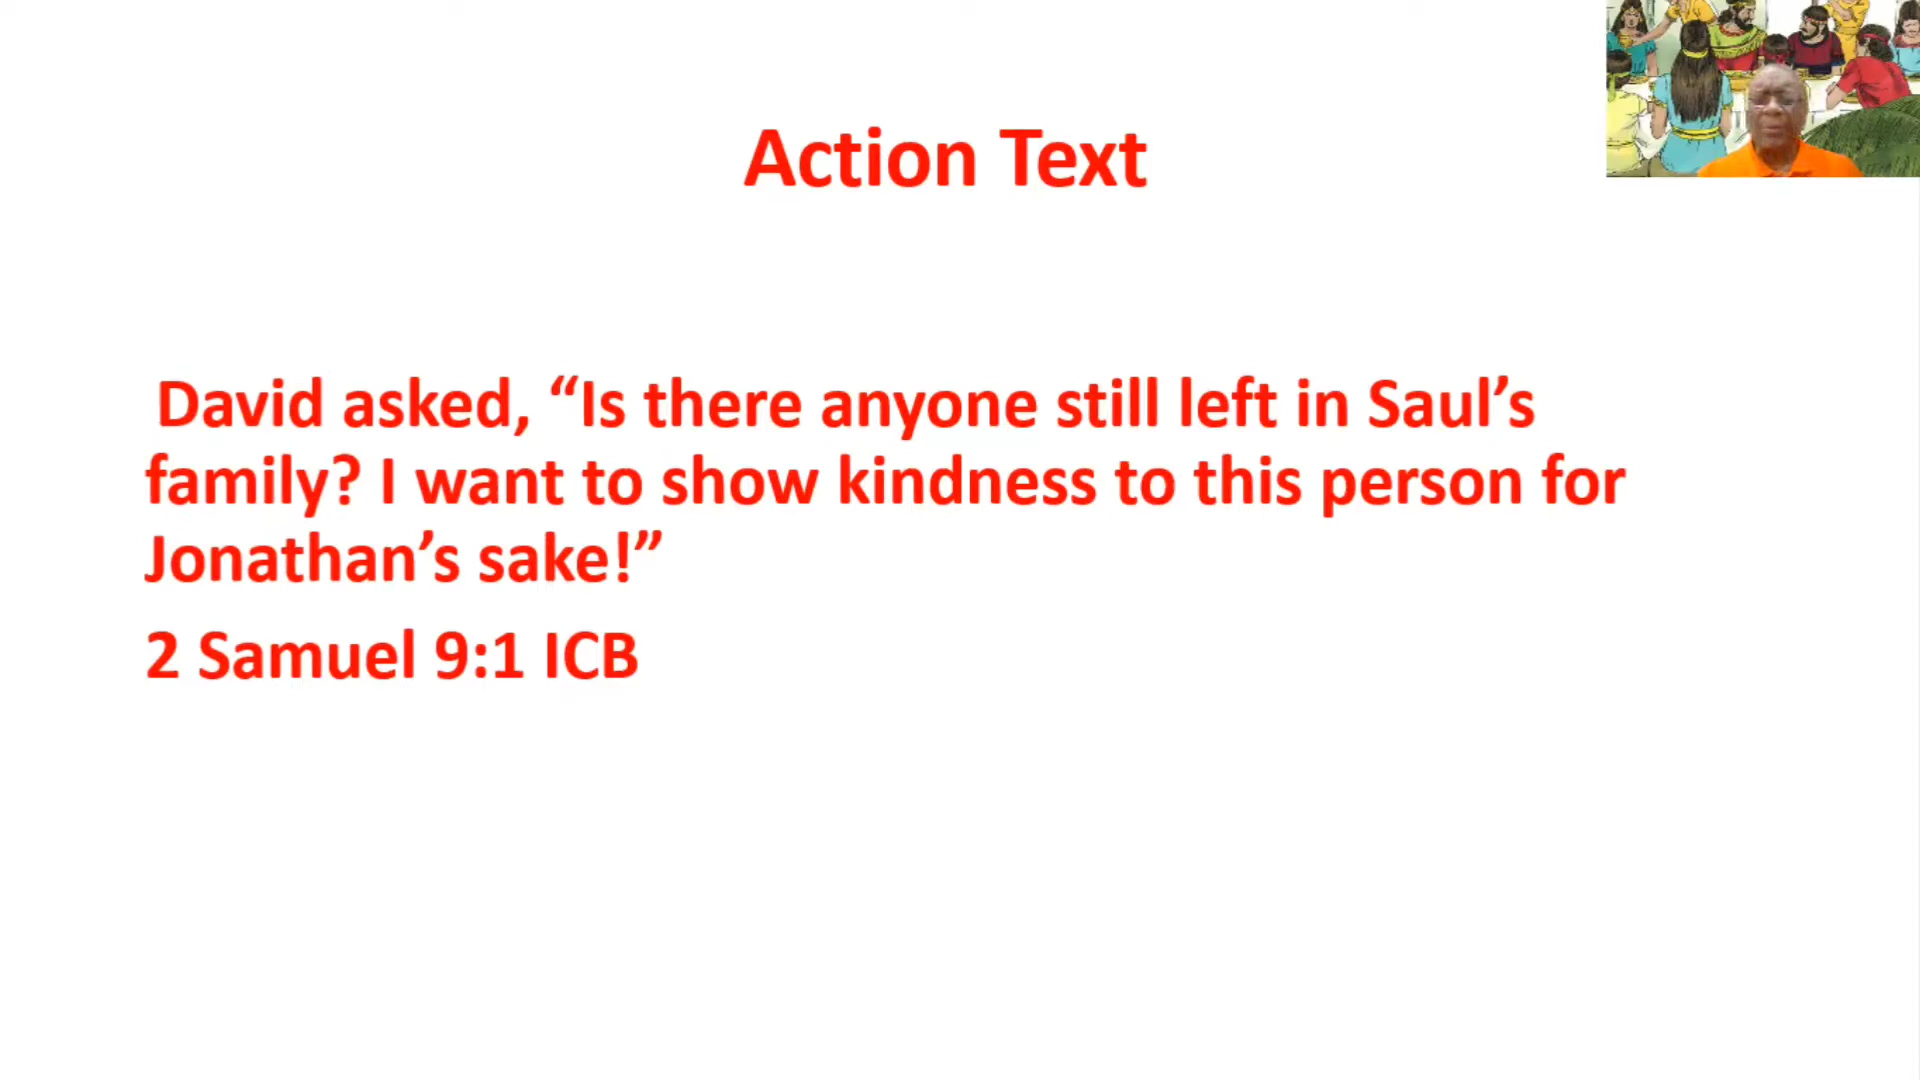 Action Text
David asked, “Is there anyone still left in Saul’s
family? I want to show kindness to this person for
Jonathan’s sake!”
2 Samuel 9:1 ICB